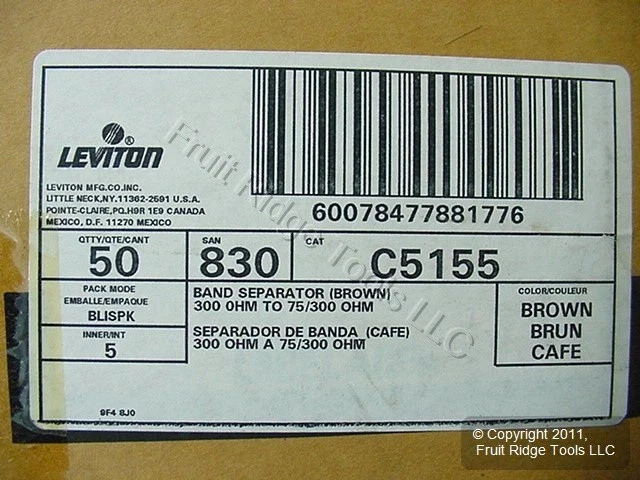 LEVITON®
LEVITON MFG.CO.INC.
LITTLE NECK,NY.11362-2591 U.S.A.
POINTE-CLAIRE,PQ.H9R 1E9 CANADA
MEXICO, D.F. 11270 MEXICO
60078477881776
QTTY/QTE/CANT
50
SAN
830
CAT
C5155
PACK MODE
EMBALLE/EMPAQUE
BLISPK
INNER/INT
5
BAND SEPARATOR (BROWN)
300 OHM TO 75/300 OHM
SEPARADOR DE BANDA (CAFE)
300 OHM A 75/300 OHM
COLOR/COULEUR
BROWN
BRUN
CAFE
9F4 8J0
Fruit Ridge Tools LLC
© Copyright 2011,
Fruit Ridge Tools LLC